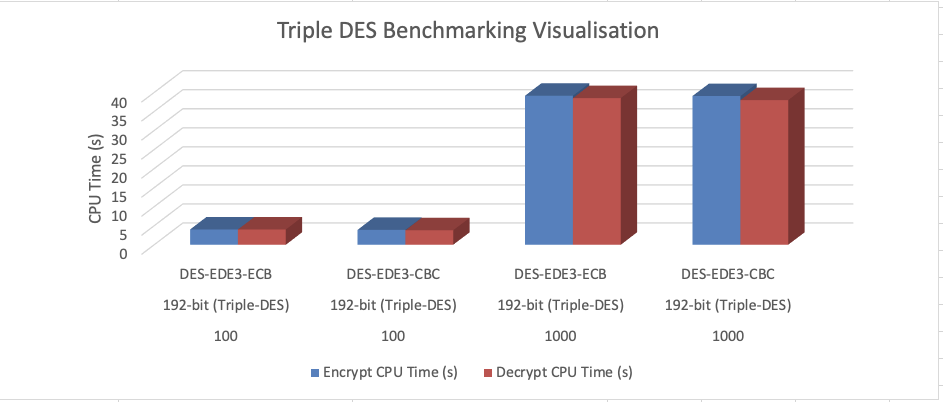 Triple DES Benchmarking Visualisation
CPU Time (s)
40
35
30
25
20
15
10
5
0
DES-EDE3-ECB DES-EDE3-CBC DES-EDE3-ECB DES-EDE3-CBC
192-bit (Triple-DES) 192-bit (Triple-DES) 192-bit (Triple-DES) 192-bit (Triple-DES)
100 100 1000 1000
Encrypt CPU Time (s) Decrypt CPU Time (s)